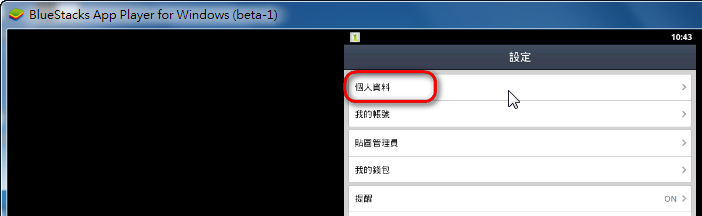 BlueStacks App Player for Windows (beta-1)
10:43
設定
個人資料
我的帳號
貼圖管理員
我的錢包
提醒 ON